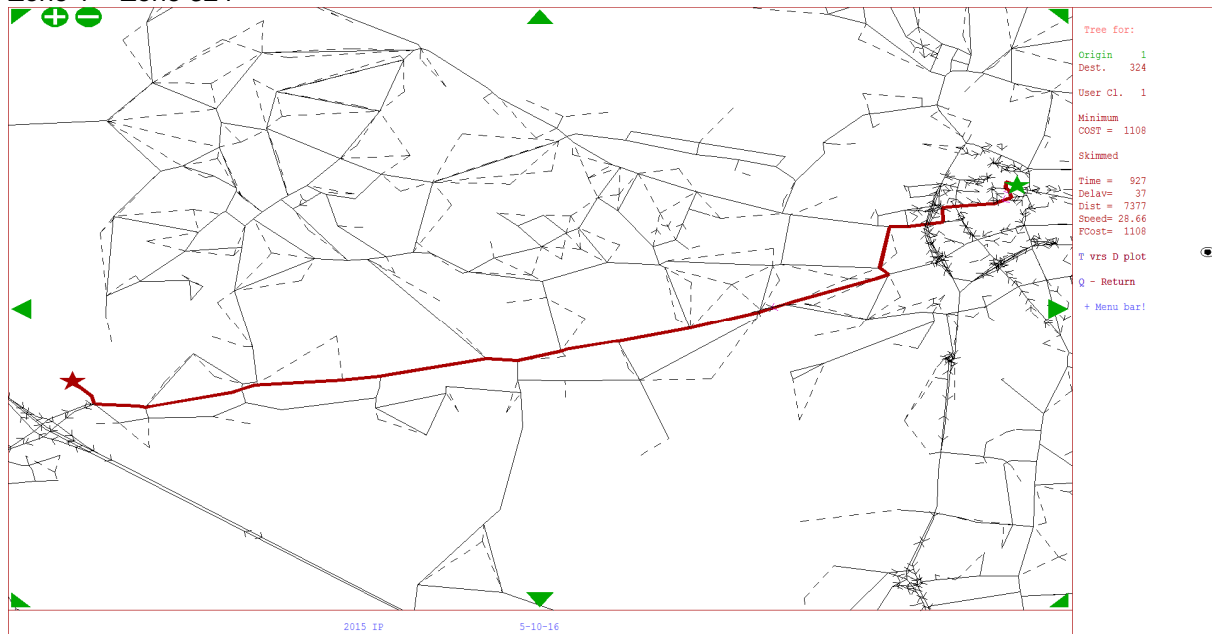 Tree for:
Origin 1
Dest. 324
User Cl. 1
Minimum
COST = 1108
Skimmed
Time = 927
Delay= 37
Dist = 7377
Speed= 28.66
FCost= 1108
T vrs D plot
Q - Return
+ Menu bar!
2015 IP 5-10-16